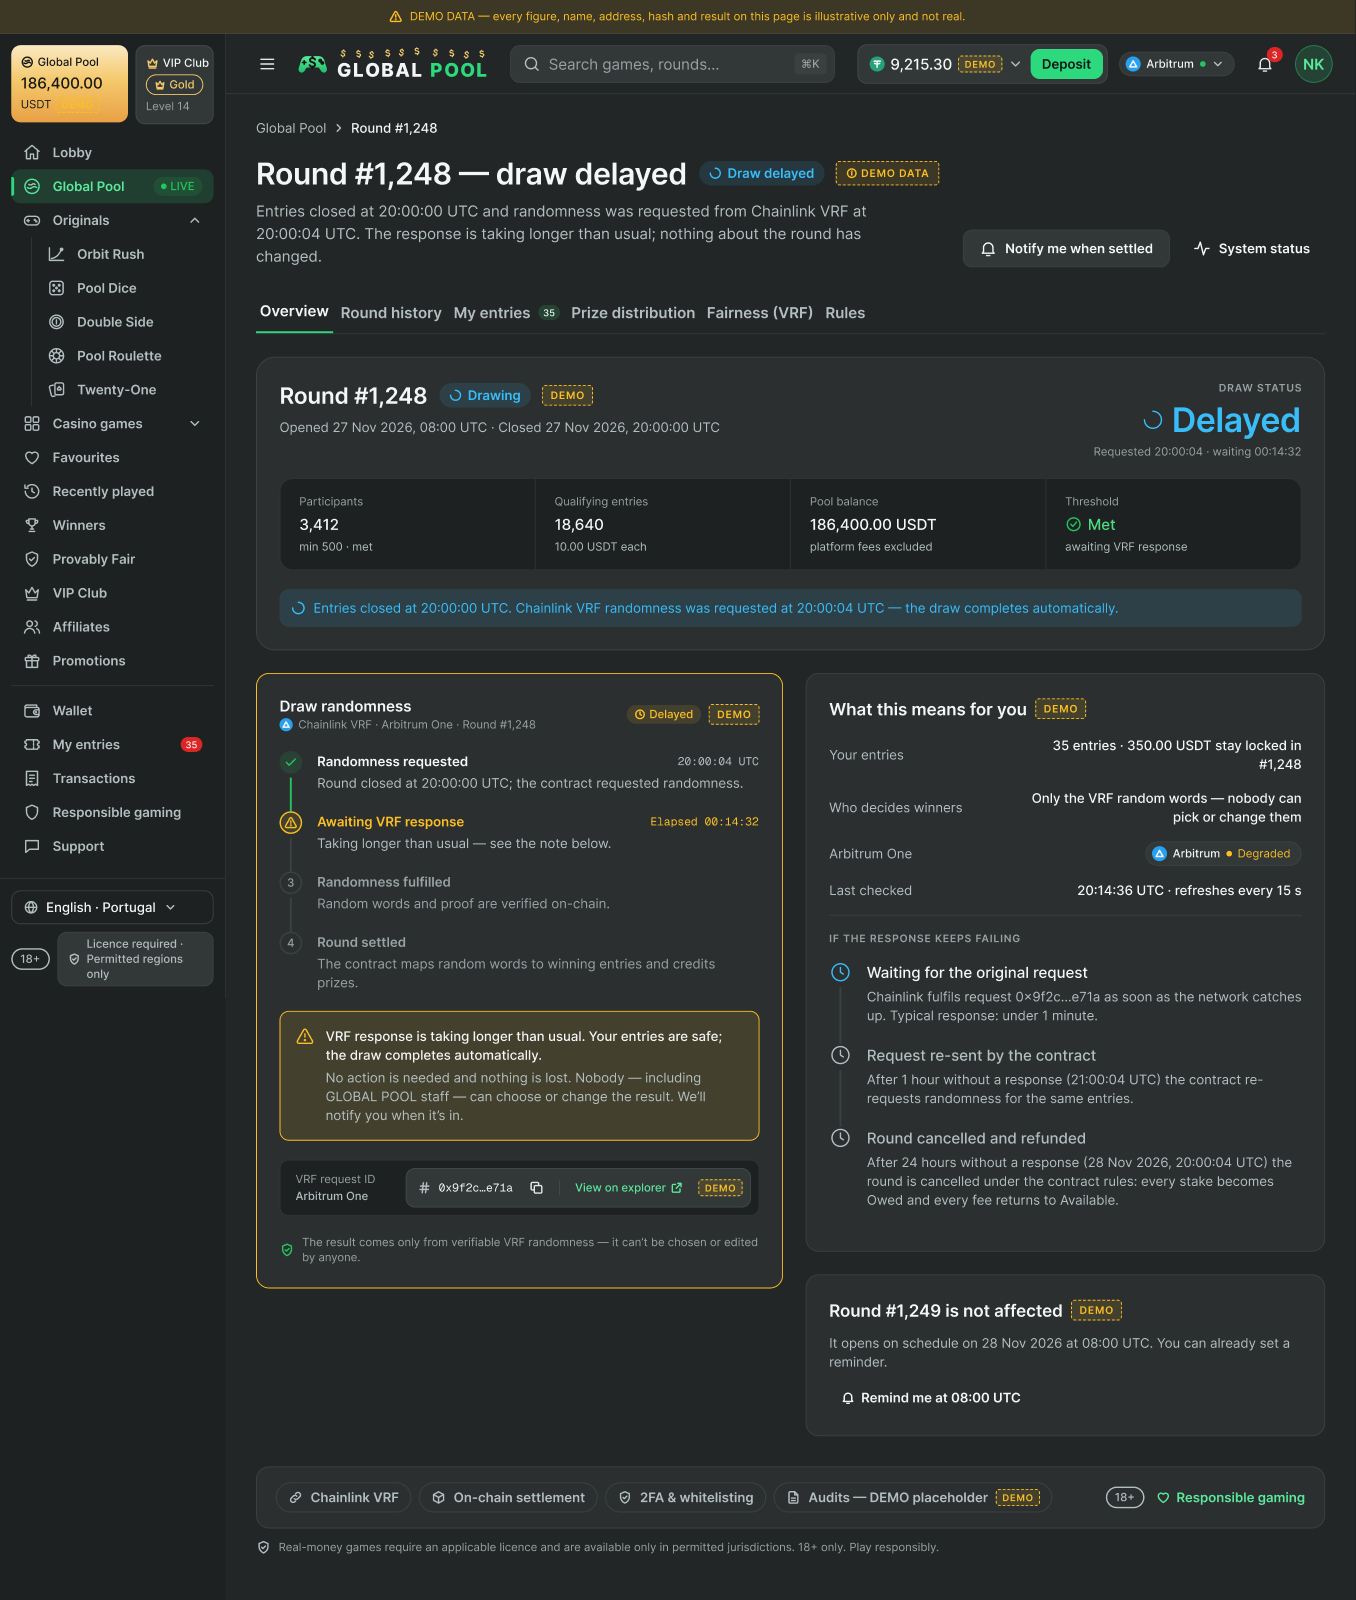 DEMO DATA — every figure, name, address, hash and result on this page is illustrative only and not real.
Global Pool
186,400.00
USDT
VIP Club
Gold
Level 14
GLOBAL POOL
Search games, rounds...
⌘K
9,215.30 DEMO
Deposit
Arbitrum
3
NK
Lobby
Global Pool LIVE
Originals
Orbit Rush
Pool Dice
Double Side
Pool Roulette
Twenty-One
Casino games
Favourites
Recently played
Winners
Provably Fair
VIP Club
Affiliates
Promotions
Wallet
My entries 35
Transactions
Responsible gaming
Support
English · Portugal
18+
Licence required ·
Permitted regions
only
Global Pool > Round #1,248
Round #1,248 — draw delayed
Draw delayed
DEMO DATA
Entries closed at 20:00:00 UTC and randomness was requested from Chainlink VRF at
20:00:04 UTC. The response is taking longer than usual; nothing about the round has
changed.
Notify me when settled
System status
Overview
Round history
My entries 35
Prize distribution
Fairness (VRF)
Rules
Round #1,248
Drawing
DEMO
Opened 27 Nov 2026, 08:00 UTC · Closed 27 Nov 2026, 20:00:00 UTC
DRAW STATUS
Delayed
Requested 20:00:04 · waiting 00:14:32
Participants
3,412
min 500 · met
Qualifying entries
18,640
10.00 USDT each
Pool balance
186,400.00 USDT
platform fees excluded
Threshold
Met
awaiting VRF response
Entries closed at 20:00:00 UTC. Chainlink VRF randomness was requested at 20:00:04 UTC — the draw completes automatically.
Draw randomness
Chainlink VRF · Arbitrum One · Round #1,248
Delayed
DEMO
Randomness requested
20:00:04 UTC
Round closed at 20:00:00 UTC; the contract requested randomness.
Awaiting VRF response
Elapsed 00:14:32
Taking longer than usual — see the note below.
3
Randomness fulfilled
Random words and proof are verified on-chain.
4
Round settled
The contract maps random words to winning entries and credits
prizes.
VRF response is taking longer than usual. Your entries are safe;
the draw completes automatically.
No action is needed and nothing is lost. Nobody — including
GLOBAL POOL staff — can choose or change the result. We’ll
notify you when it’s in.
VRF request ID
Arbitrum One
# 0x9f2c…e71a
View on explorer
DEMO
The result comes only from verifiable VRF randomness — it can’t be chosen or edited
by anyone.
What this means for you
DEMO
Your entries
35 entries · 350.00 USDT stay locked in
#1,248
Who decides winners
Only the VRF random words — nobody can
pick or change them
Arbitrum One
Arbitrum
Degraded
Last checked
20:14:36 UTC · refreshes every 15 s
IF THE RESPONSE KEEPS FAILING
Waiting for the original request
Chainlink fulfils request 0×9f2c…e71a as soon as the network catches
up. Typical response: under 1 minute.
Request re-sent by the contract
After 1 hour without a response (21:00:04 UTC) the contract re-
requests randomness for the same entries.
Round cancelled and refunded
After 24 hours without a response (28 Nov 2026, 20:00:04 UTC) the
round is cancelled under the contract rules: every stake becomes
Owed and every fee returns to Available.
Round #1,249 is not affected
DEMO
It opens on schedule on 28 Nov 2026 at 08:00 UTC. You can already set a
reminder.
Remind me at 08:00 UTC
Chainlink VRF
On-chain settlement
2FA & whitelisting
Audits — DEMO placeholder DEMO
18+
Responsible gaming
Real-money games require an applicable licence and are available only in permitted jurisdictions. 18+ only. Play responsibly.